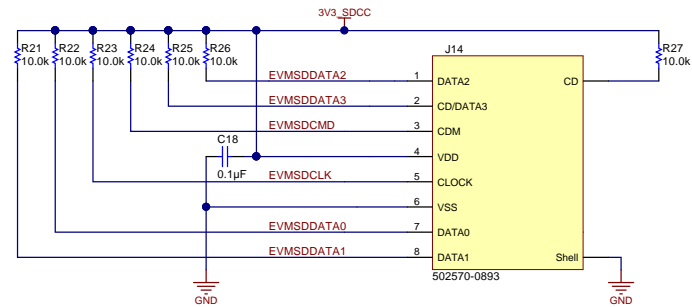 3V3_SDCC
R21
10.0k
R22
10.0k
R23
10.0k
R24
10.0k
R25
10.0k
R26
10.0k
R27
10.0k
J14
EVMSDDATA2
1
DATA2
CD
EVMSDDATA3
2
CD/DATA3
EVMSDCMD
3
CDM
C18
0.1µF
4
VDD
EVMSDCLK
5
CLOCK
6
VSS
EVMSDDATA0
7
DATA0
EVMSDDATA1
8
DATA1
Shell
502570-0893
GND
GND